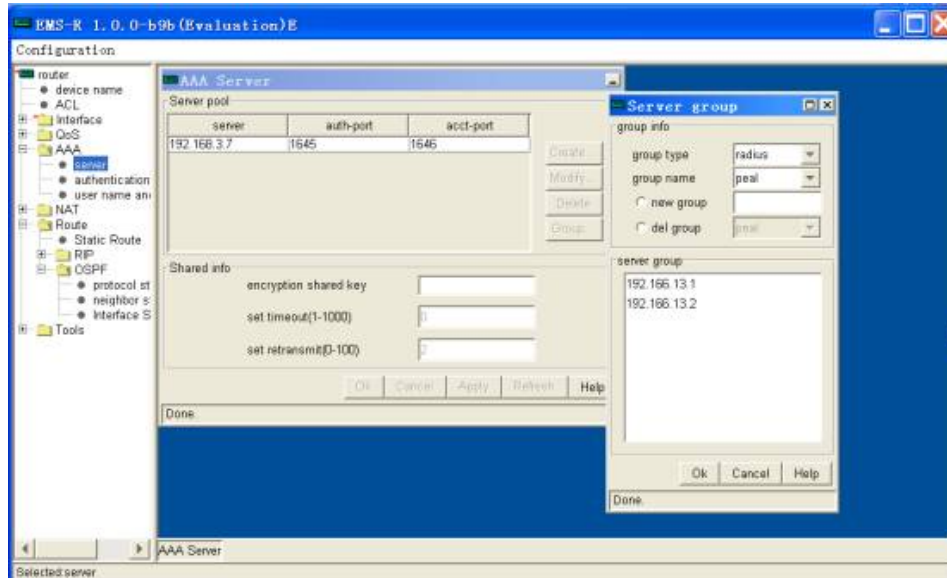 EMS-R 1.0.0-b9b(Evaluation)E
Configuration
router
device name
ACL
Interface
QoS
AAA
server
authentication
user name an
NAT
Route
Static Route
RIP
OSPF
protocol st
neighbor s
Interface S
Tools
AAA Server
Server pool
server auth-port acct-port
192.168.3.7 1645 1646
Create...
Modify...
Delete
Group...
Shared info
encryption shared key
set timeout(1-1000) 0
set retransmit(0-100) 2
Ok Cancel Apply Refresh Help
Done.
Server group
group info
group type radius
group name peal
new group
del group peal
server group
192.166.13.1
192.166.13.2
Ok Cancel Help
Done.
AAA Server
Selected:server